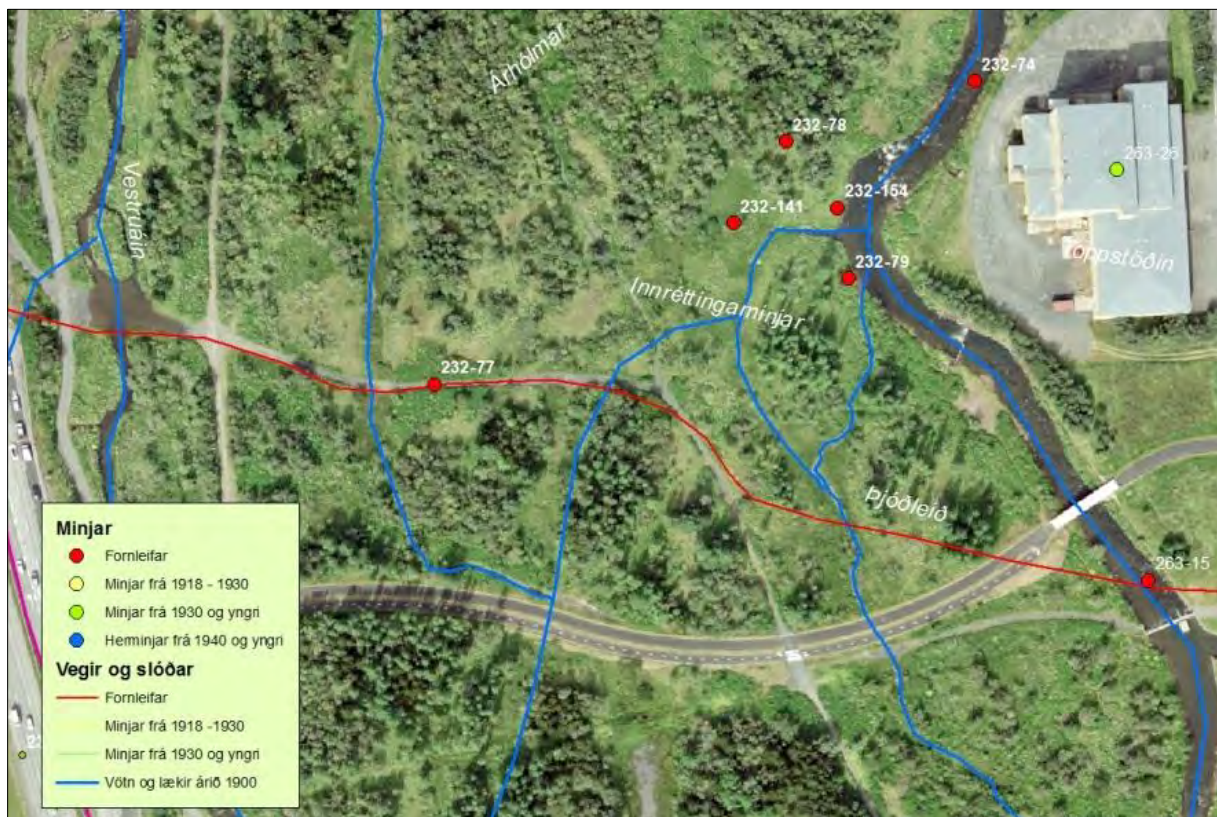 Árhólmar
232-74
232-78
263-26
Vesturáin
232-154
232-141
Toppstöðin
232-79
Innréttingaminjar
232-77
Þjóðleið
263-15
Minjar
Fornleifar
Minjar frá 1918 - 1930
Minjar frá 1930 og yngri
Herminjar frá 1940 og yngri
Vegir og slóðar
Fornleifar
Minjar frá 1918 -1930
Minjar frá 1930 og yngri
Vötn og lækir árið 1900